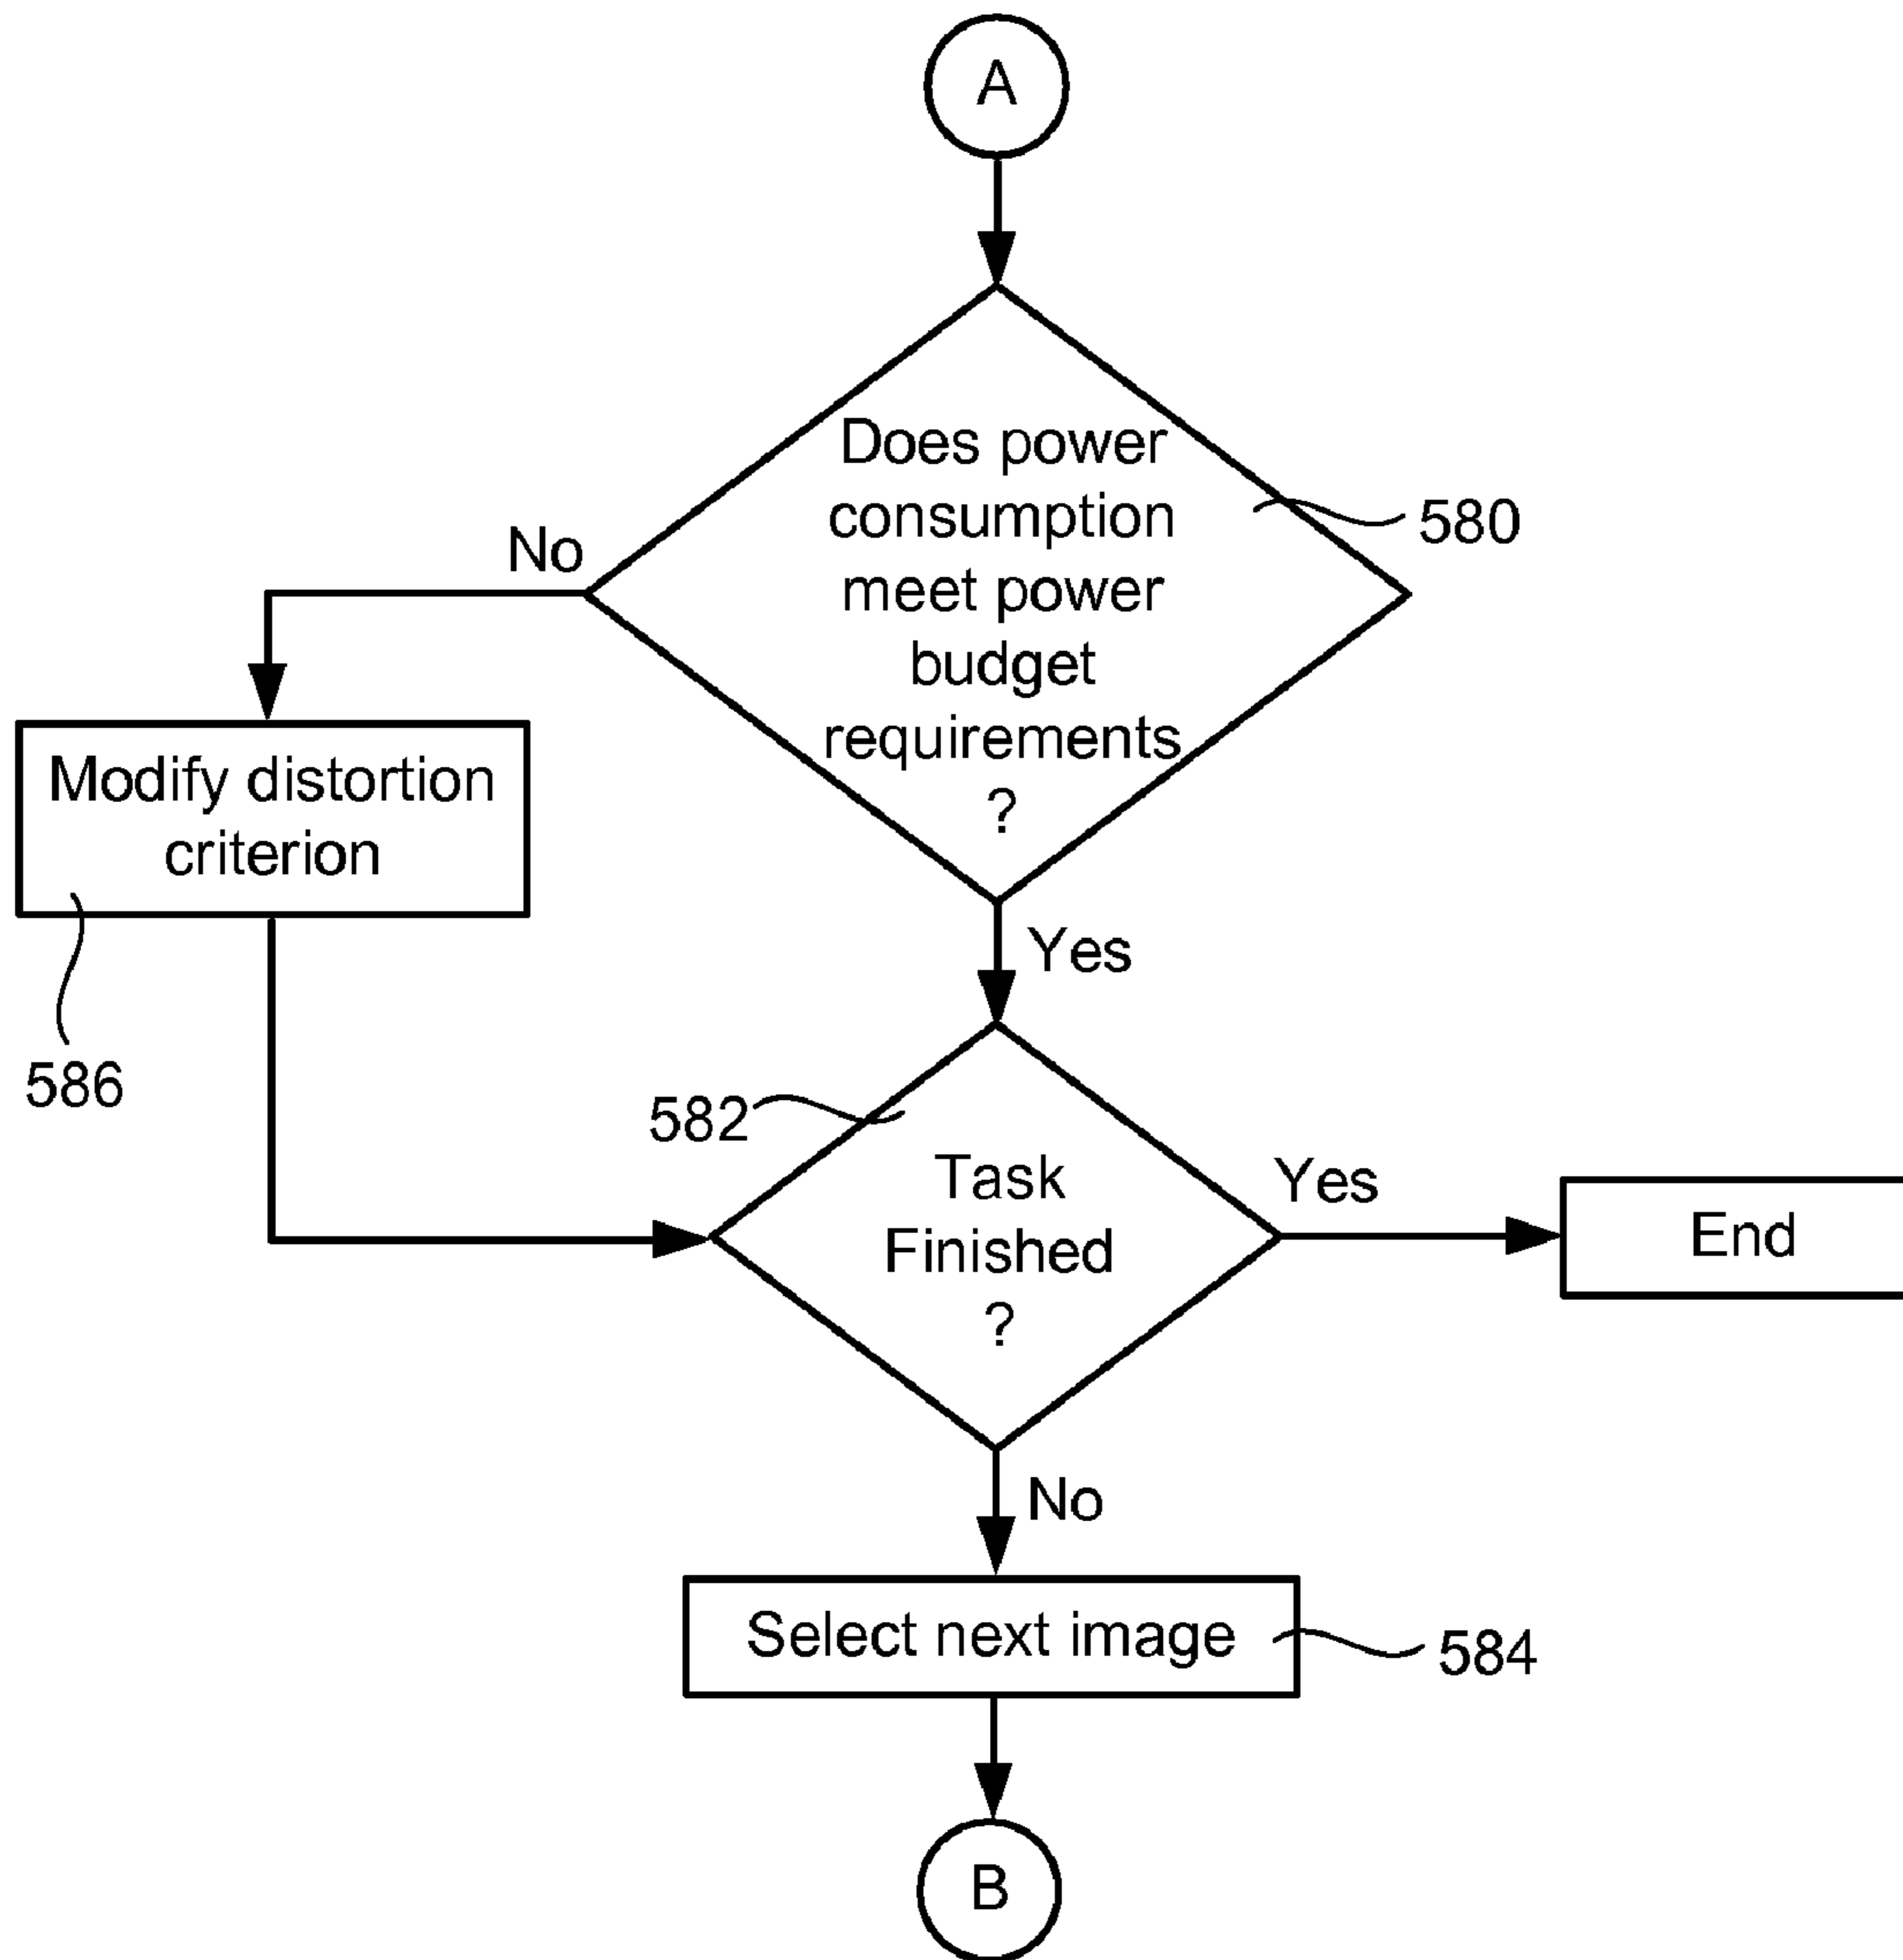 A
Does power
consumption
meet power
budget
requirements
?
580
No
Modify distortion
criterion
586
Yes
582
Task
Finished
?
Yes
End
No
Select next image
584
B